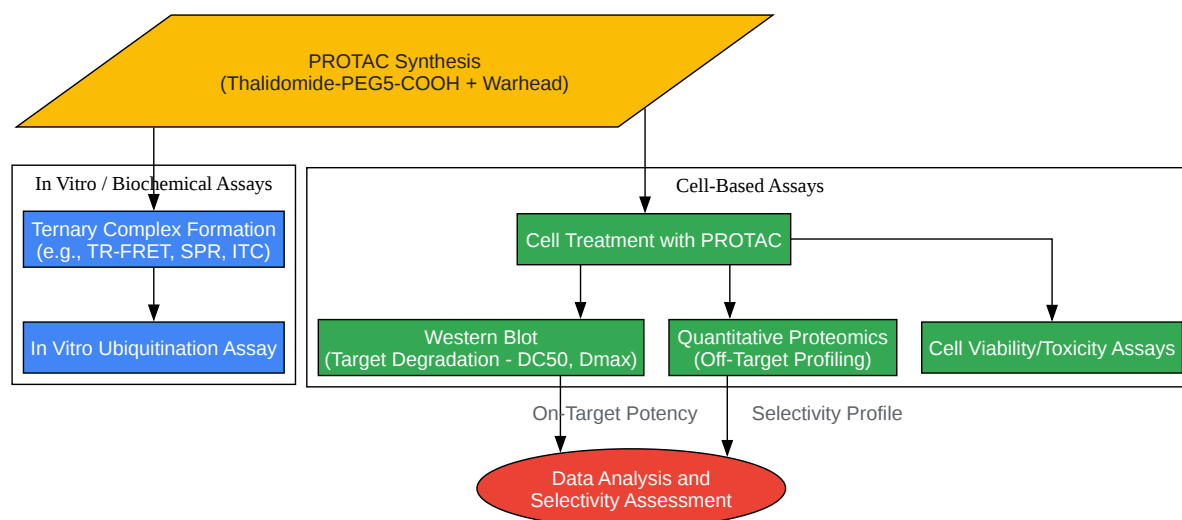 PROTAC Synthesis
(Thalidomide-PEG5-COOH + Warhead)
In Vitro / Biochemical Assays
Ternary Complex Formation
(e.g., TR-FRET, SPR, ITC)
In Vitro Ubiquitination Assay
Cell-Based Assays
Cell Treatment with PROTAC
Western Blot
(Target Degradation - DC50, Dmax)
Quantitative Proteomics
(Off-Target Profiling)
Cell Viability/Toxicity Assays
On-Target Potency
Selectivity Profile
Data Analysis and
Selectivity Assessment